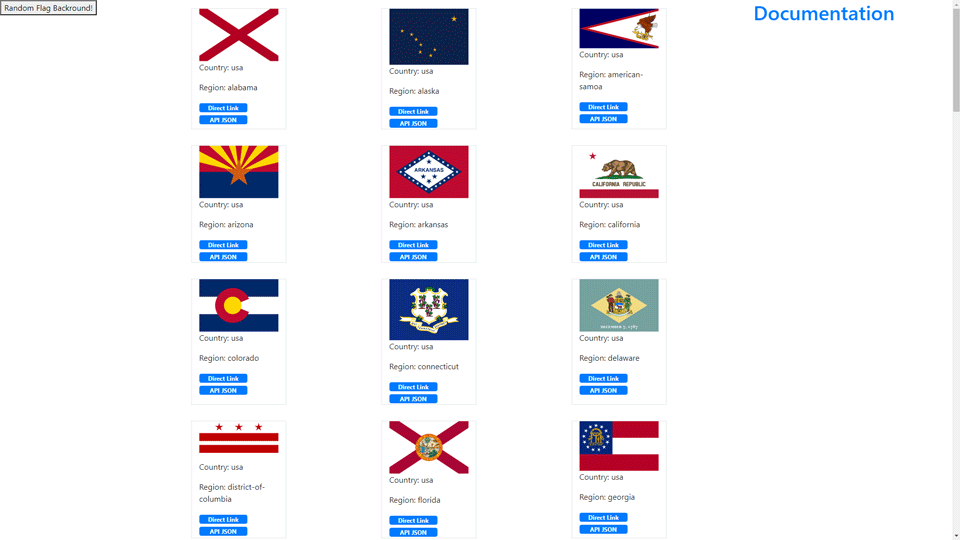 Random Flag Backround!
Documentation
Country: usa
Region: alabama
Direct Link
API JSON
Country: usa
Region: alaska
Direct Link
API JSON
Country: usa
Region: american-
samoa
Direct Link
API JSON
Country: usa
Region: arizona
Direct Link
API JSON
ARKANSAS
Country: usa
Region: arkansas
Direct Link
API JSON
CALIFORNIA REPUBLIC
Country: usa
Region: california
Direct Link
API JSON
Country: usa
Region: colorado
Direct Link
API JSON
Country: usa
Region: connecticut
Direct Link
API JSON
DECEMBER 7, 1787
Country: usa
Region: delaware
Direct Link
API JSON
Country: usa
Region: district-of-
columbia
Direct Link
API JSON
Country: usa
Region: florida
Direct Link
API JSON
Country: usa
Region: georgia
Direct Link
API JSON